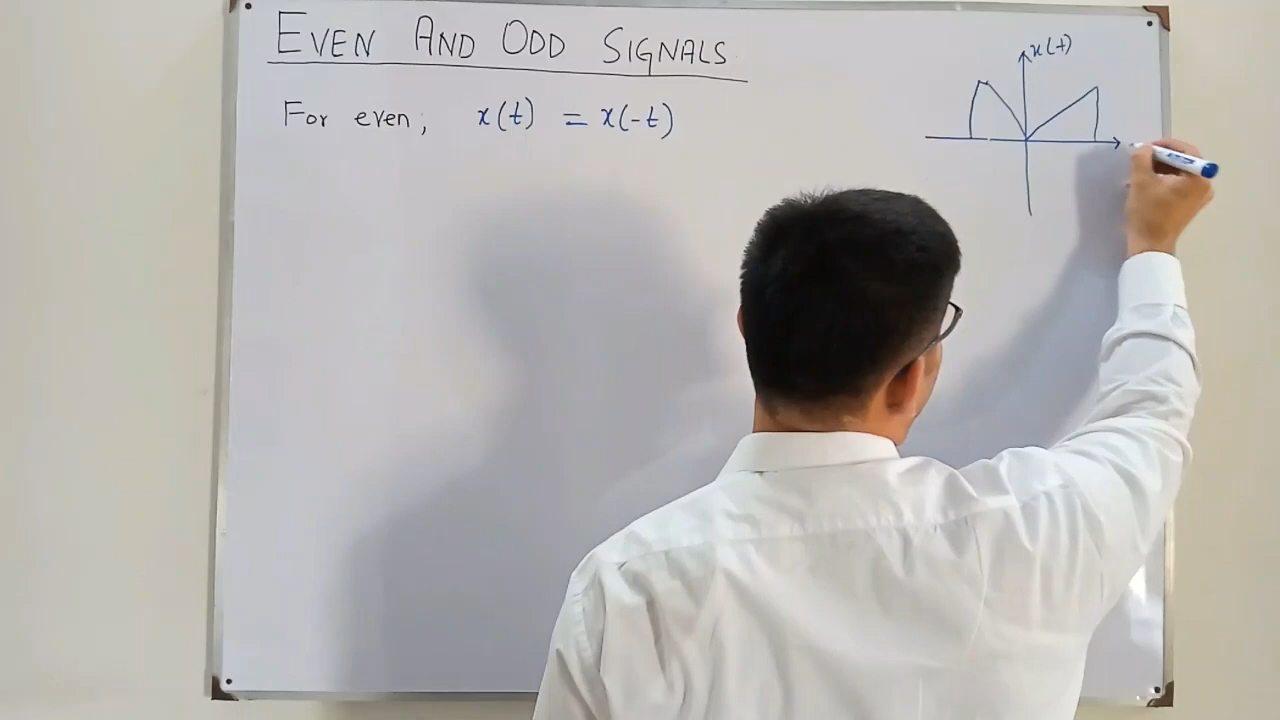 EVEN AND ODD SIGNALS
For even; x(t) = x(-t)
x(t)